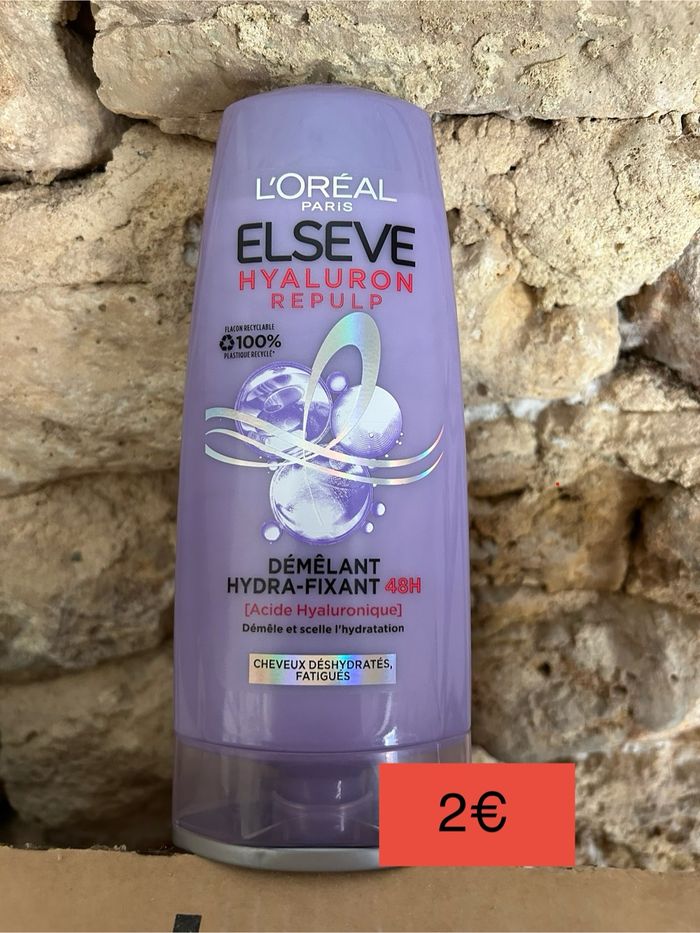 L'ORÉAL
PARIS
ELSEVE
HYALURON
REPULP
FLACON RECYCLABLE
100%
PLASTIQUE RECYCLÉ*
DÉMÊLANT
HYDRA-FIXANT 48H
[Acide Hyaluronique]
Démêle et scelle l'hydratation
CHEVEUX DÉSHYDRATÉS,
FATIGUÉS
2€